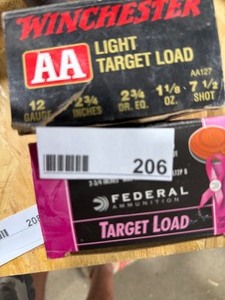 WINCHESTER
AA LIGHT
TARGET LOAD
AA127
12 2¾ 2¾ 1⅛ 7½
GAUGE INCHES DR. EQ. OZ. SHOT
206
FEDERAL
AMMUNITION
TARGET LOAD